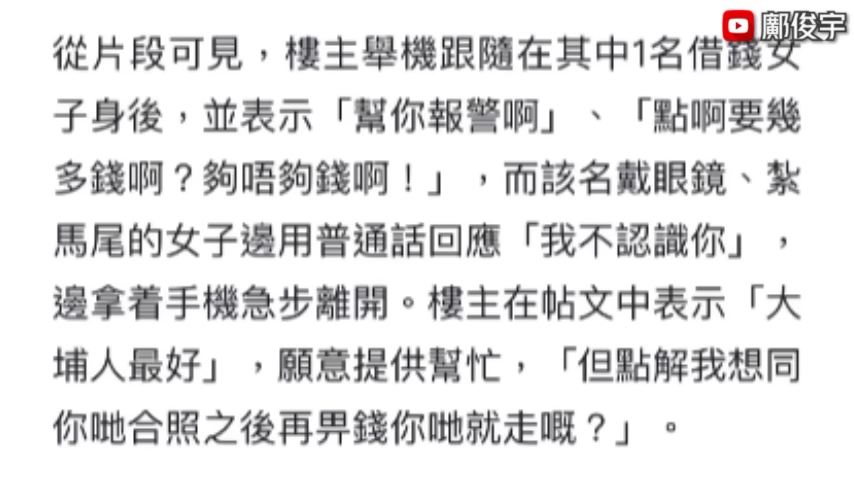 鄺俊宇
從片段可見，樓主舉機跟隨在其中1名借錢女
子身後，並表示「幫你報警啊」、「點啊要幾
多錢啊？夠唔夠錢啊！」，而該名戴眼鏡、紮
馬尾的女子邊用普通話回應「我不認識你」，
邊拿着手機急步離開。樓主在帖文中表示「大
埔人最好」，願意提供幫忙，「但點解我想同
你哋合照之後再畀錢你哋就走嘅？」。